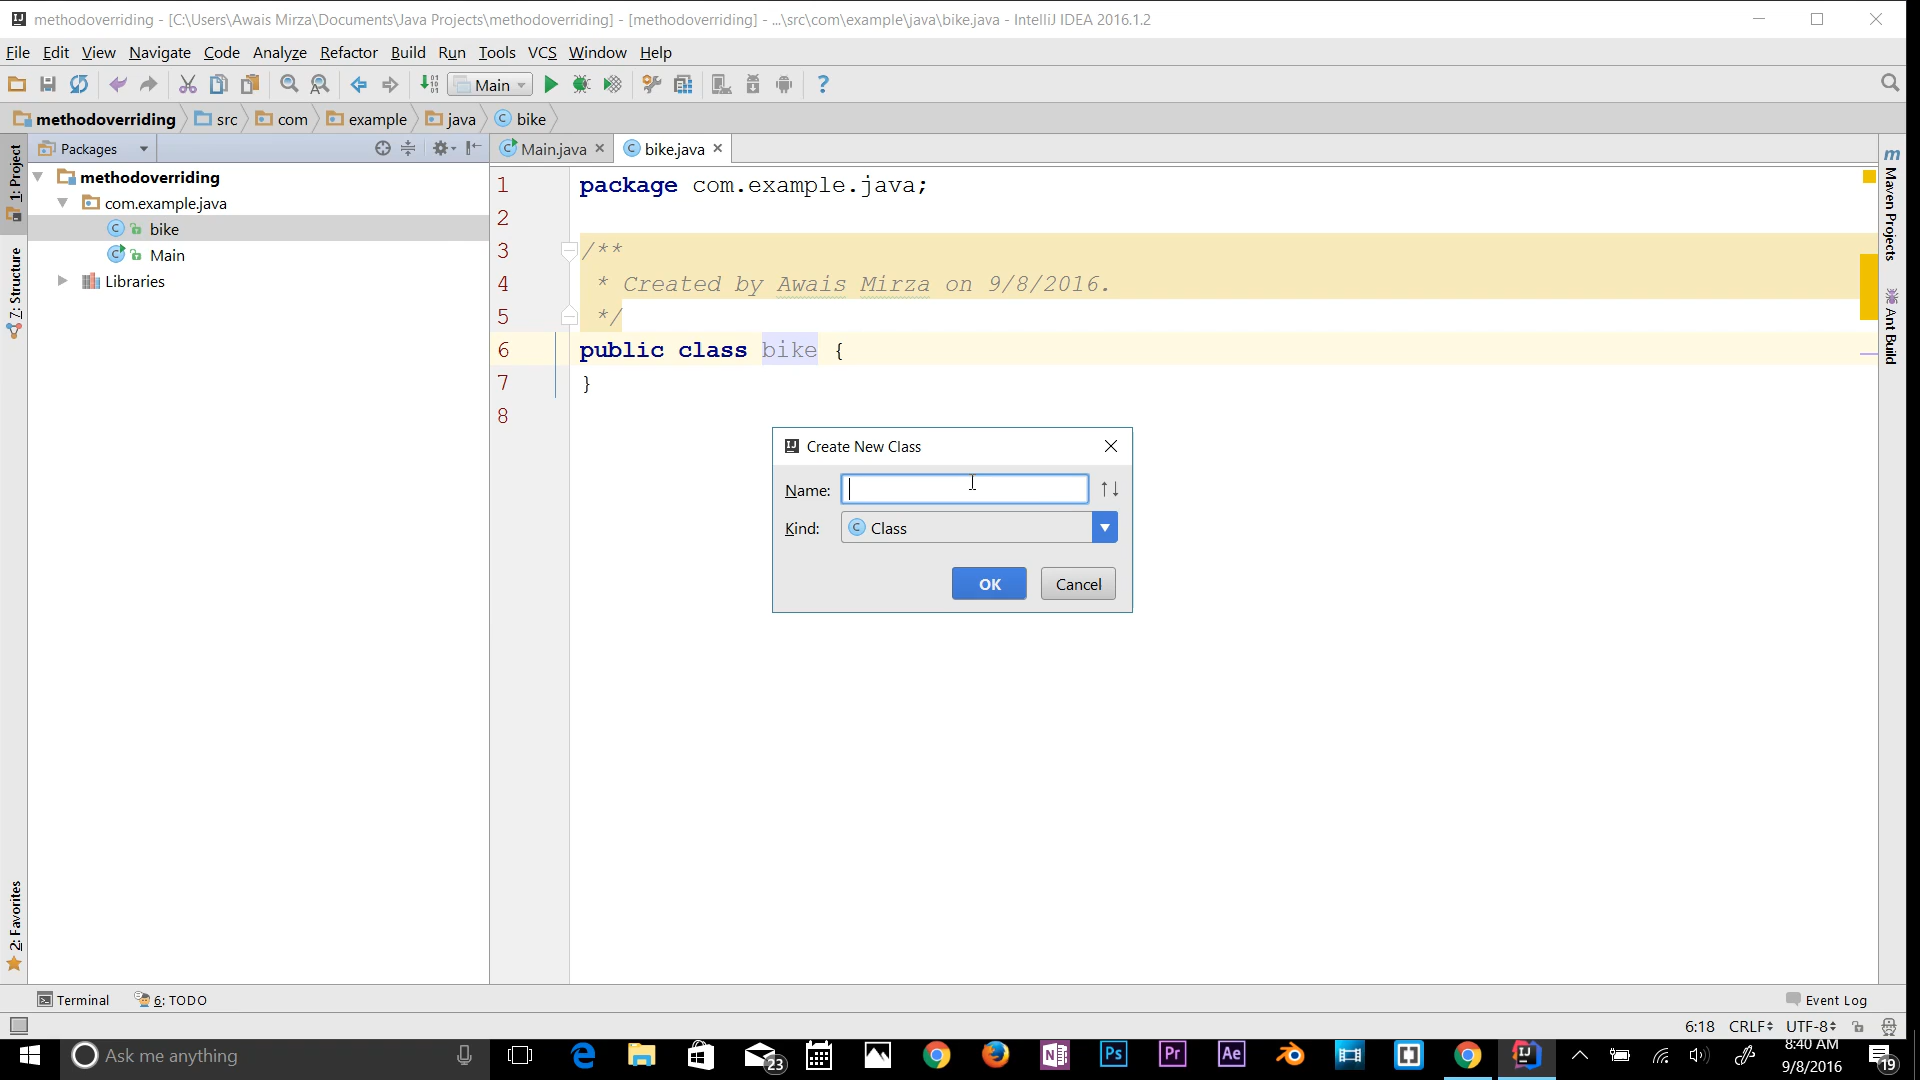 methodoverriding - [C:\Users\Awais Mirza\Documents\Java Projects\methodoverriding] - [methodoverriding] - ...\src\com\example\java\bike.java - IntelliJ IDEA 2016.1.2
File Edit View Navigate Code Analyze Refactor Build Run Tools VCS Window Help
Main
methodoverriding src com example java bike
Packages
Main.java bike.java
1: Project
7: Structure
2: Favorites
methodoverriding
com.example.java
bike
Main
Libraries
1 package com.example.java;
2
3 /**
4 * Created by Awais Mirza on 9/8/2016.
5 */
6 public class bike {
7 }
8
Create New Class
Name:
Kind: Class
OK Cancel
Maven Projects
Ant Build
Terminal 6: TODO Event Log
6:18 CRLF UTF-8
Ask me anything
23
Ps Pr Ae
8:40 AM
9/8/2016
19